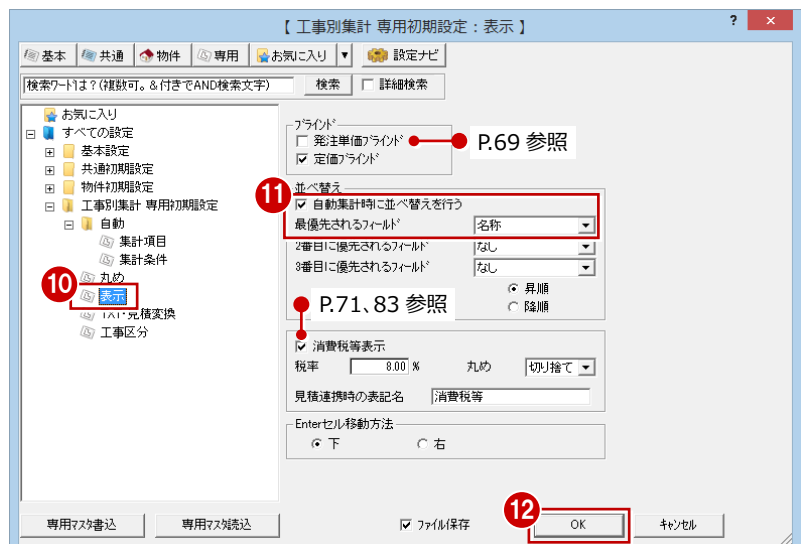 【 工事別集計 専用初期設定：表示 】
? x
基本 共通 物件 専用 お気に入り ▼ 設定ナビ
検索ワードは？(複数可。&付きでAND検索文字) 検索 詳細検索
お気に入り
すべての設定
基本設定
共通初期設定
物件初期設定
工事別集計 専用初期設定
自動
集計項目
集計条件
丸め
10
表示
TXT・見積変換
工事区分
ブラインド
発注単価ブラインド
P.69 参照
定価ブラインド
並べ替え
11
自動集計時に並べ替えを行う
最優先されるフィールド 名称
2番目に優先されるフィールド なし
3番目に優先されるフィールド なし
昇順
降順
P.71、83 参照
消費税等表示
税率 8.00 % 丸め 切り捨て
見積連携時の表記名 消費税等
Enterセル移動方法
下 右
12
専用マスタ書込 専用マスタ読込 ファイル保存 OK キャンセル